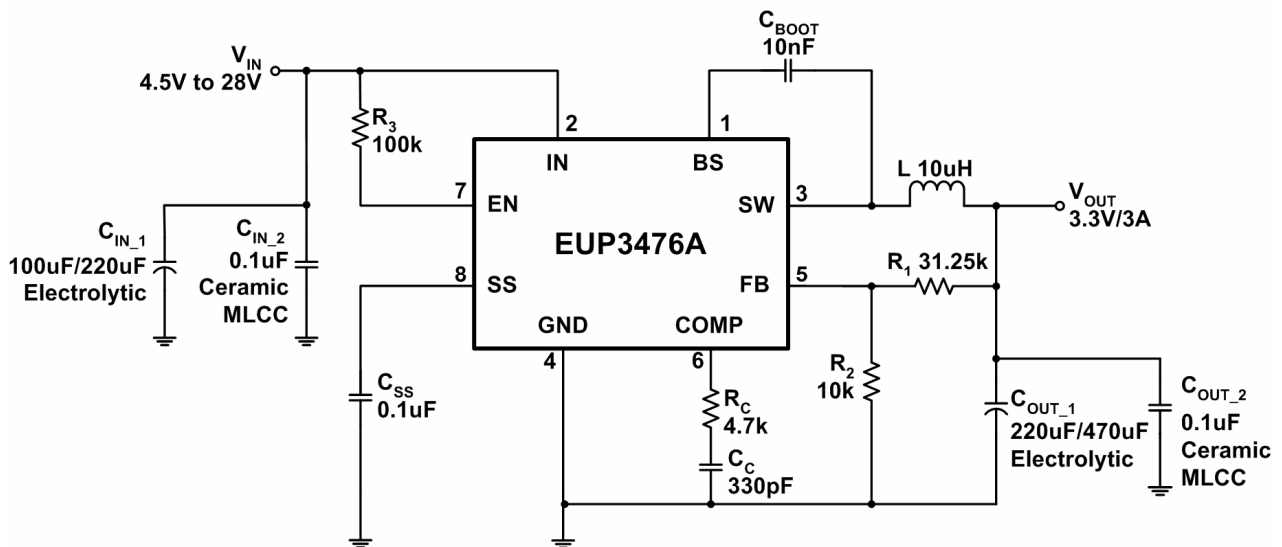 C_BOOT
10nF
V_IN
4.5V to 28V
R_3
100k
2
1
IN
BS
L 10uH
7
EN
3
SW
V_OUT
3.3V/3A
C_IN_1
100uF/220uF
Electrolytic
C_IN_2
0.1uF
Ceramic
MLCC
EUP3476A
8
SS
5
FB
R_1 31.25k
GND
COMP
4
6
C_SS
0.1uF
R_C
4.7k
C_C
330pF
R_2
10k
C_OUT_1
220uF/470uF
Electrolytic
C_OUT_2
0.1uF
Ceramic
MLCC